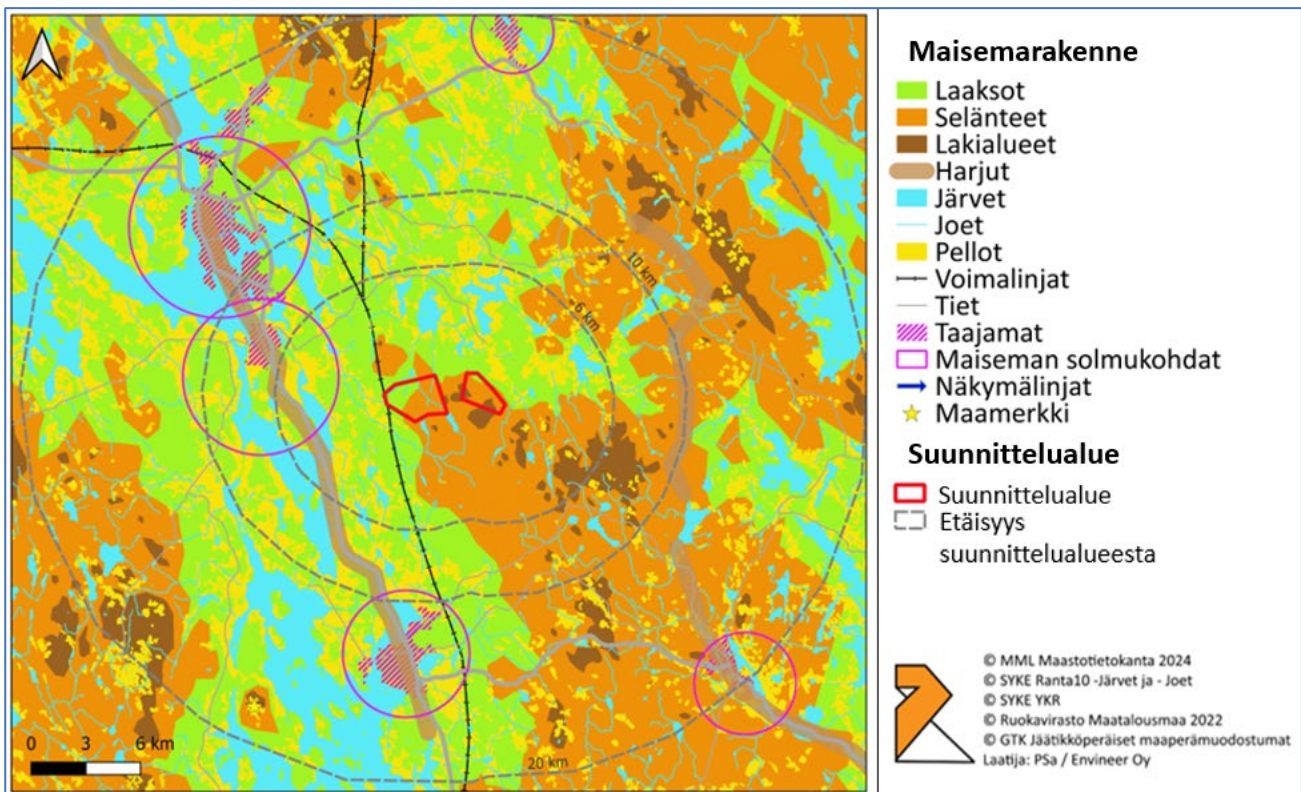 10 km
6 km
20 km
0 3 6 km
Maisemarakenne
Laaksot
Selänteet
Lakialueet
Harjut
Järvet
Joet
Pellot
Voimalinjat
Tiet
Taajamat
Maiseman solmukohdat
Näkymälinjat
Maamerkki
Suunnittelualue
Suunnittelualue
Etäisyys
suunnittelualueesta
© MML Maastotietokanta 2024
© SYKE Ranta10 -Järvet ja - Joet
© SYKE YKR
© Ruokavirasto Maatalousmaa 2022
© GTK Jäätikköperäiset maaperämuodostumat
Laatija: PSa / Envineer Oy